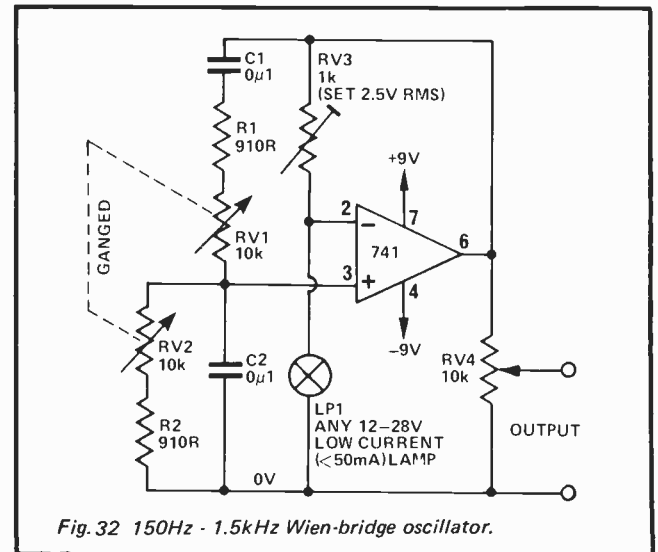 C1
0µ1
R1
910R
RV1
10k
GANGED
RV2
10k
R2
910R
C2
0µ1
RV3
1k
(SET 2.5V RMS)
+9V
2
7
−
741
6
3
+
4
−9V
LP1
ANY 12–28V
LOW CURRENT
(<50mA) LAMP
RV4
10k
OUTPUT
0V
Fig. 32 150Hz - 1.5kHz Wien-bridge oscillator.